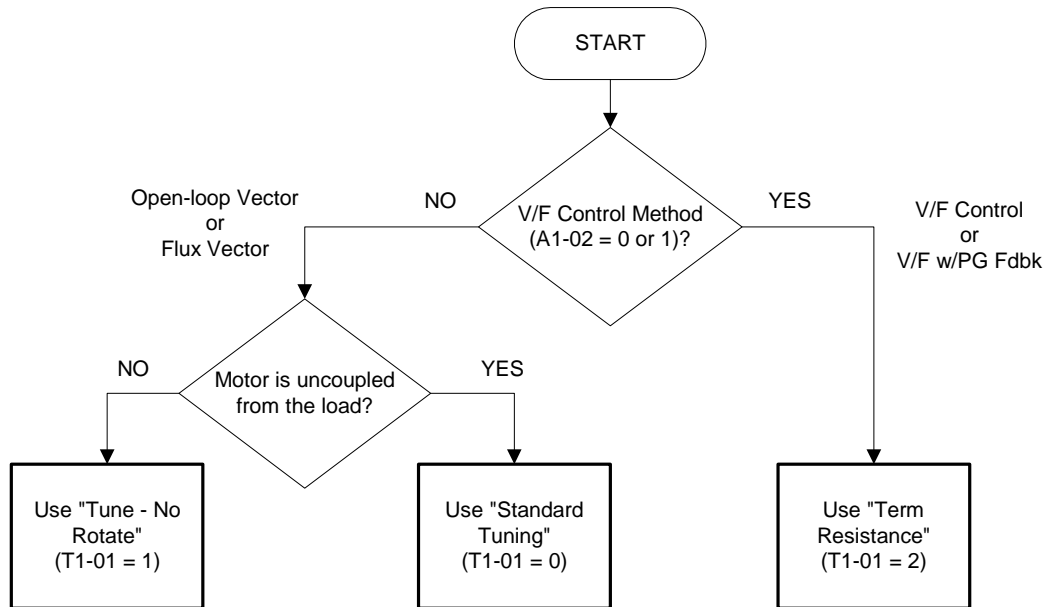 START
V/F Control Method
(A1-02 = 0 or 1)?
NO
YES
Open-loop Vector
or
Flux Vector
V/F Control
or
V/F w/PG Fdbk
Motor is uncoupled
from the load?
NO
YES
Use "Tune - No
Rotate"
(T1-01 = 1)
Use "Standard
Tuning"
(T1-01 = 0)
Use "Term
Resistance"
(T1-01 = 2)